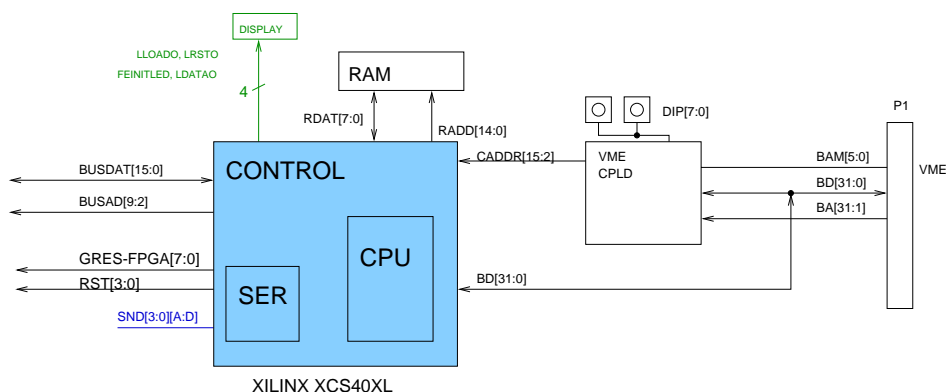 DISPLAY
LLOADO, LRSTO
FEINITLED, LDATAO
4
RAM
RDAT[7:0]
RADD[14:0]
DIP[7:0]
P1
CONTROL
CADDR[15:2]
VME
CPLD
BAM[5:0]
VME
BUSDAT[15:0]
BD[31:0]
BUSAD[9:2]
BA[31:1]
CPU
GRES-FPGA[7:0]
RST[3:0]
SER
BD[31:0]
SND[3:0][A:D]
XILINX XCS40XL